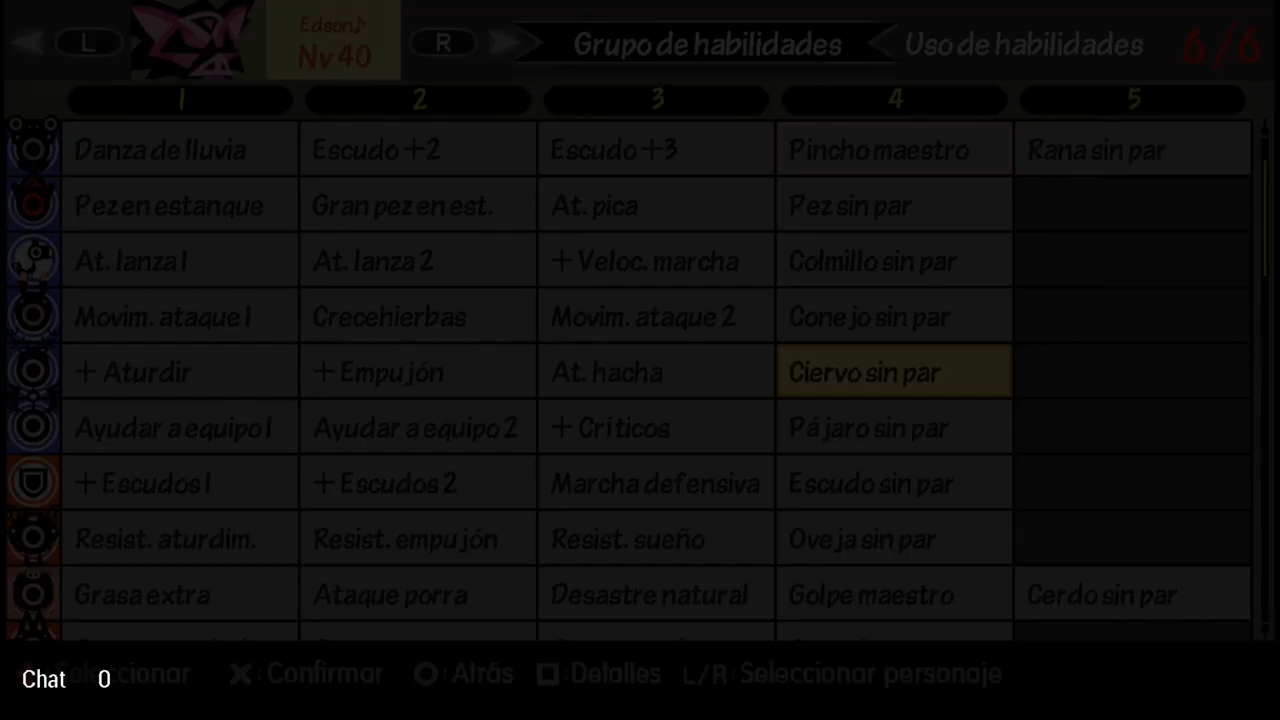 L Edson♪ Nv 40 R Grupo de habilidades Uso de habilidades 6/6
1 2 3 4 5
Danza de lluvia Escudo +2 Escudo +3 Pincho maestro Rana sin par
Pez en estanque Gran pez en est. At. pica Pez sin par
At. lanza 1 At. lanza 2 + Veloc. marcha Colmillo sin par
Movim. ataque 1 Crecehierbas Movim. ataque 2 Conejo sin par
+ Aturdir + Empujón At. hacha Ciervo sin par
Ayudar a equipo 1 Ayudar a equipo 2 + Críticos Pájaro sin par
+ Escudos 1 + Escudos 2 Marcha defensiva Escudo sin par
Resist. aturdim. Resist. empujón Resist. sueño Oveja sin par
Grasa extra Ataque porra Desastre natural Golpe maestro Cerdo sin par
Seleccionar : Confirmar : Atrás : Detalles L/R: Seleccionar personaje
Chat 0